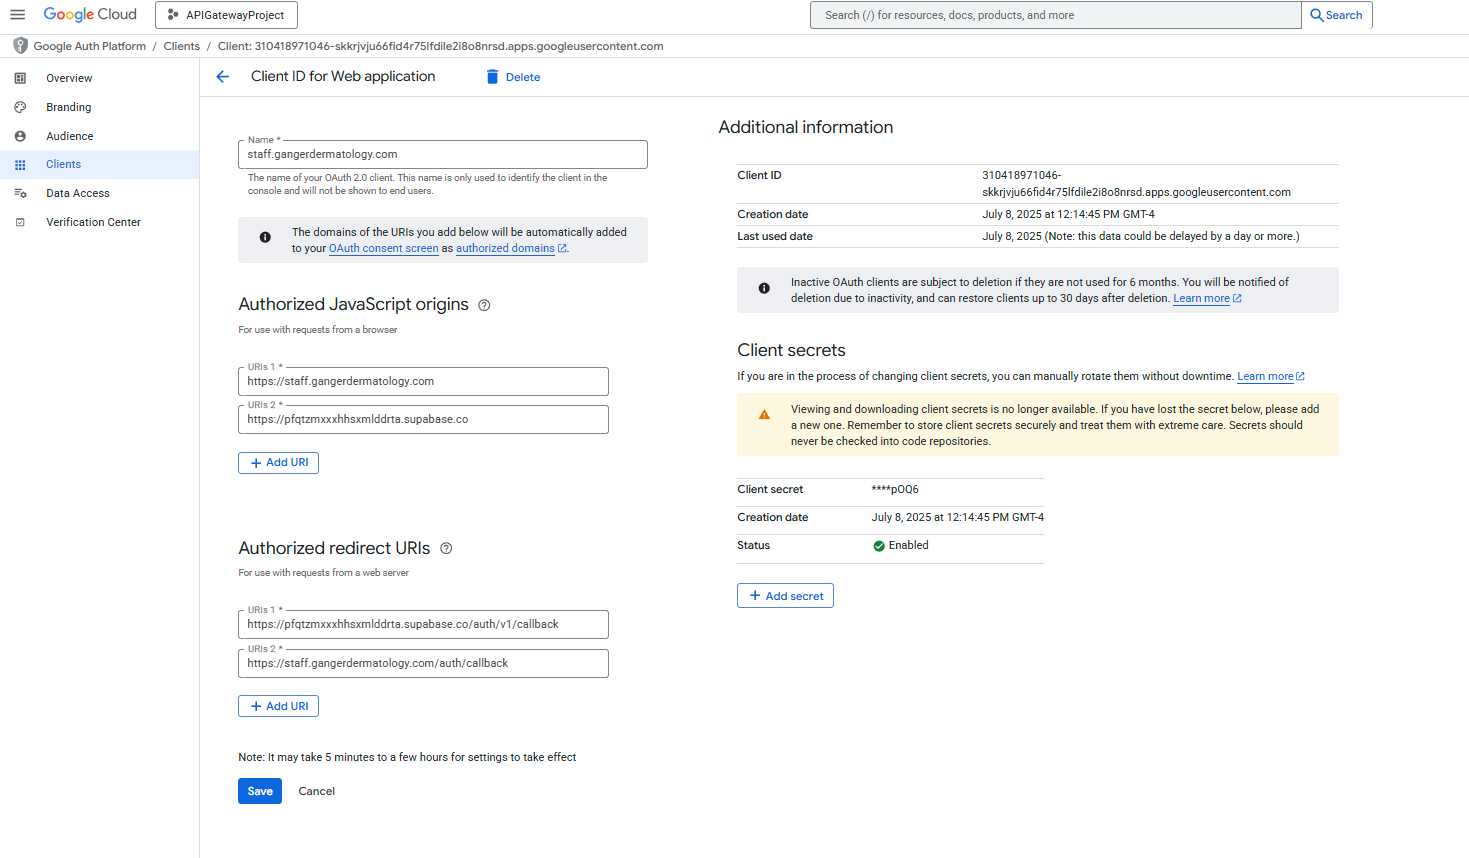 Google Cloud
APIGatewayProject
Search (/) for resources, docs, products, and more
Search
Google Auth Platform / Clients / Client: 310418971046-skkrjvju66fid4r75lfdile2i8o8nrsd.apps.googleusercontent.com
Overview
Branding
Audience
Clients
Data Access
Verification Center
Client ID for Web application
Delete
Name *
staff.gangerdermatology.com
The name of your OAuth 2.0 client. This name is only used to identify the client in the
console and will not be shown to end users.
The domains of the URIs you add below will be automatically added
to your OAuth consent screen as authorized domains.
Authorized JavaScript origins
For use with requests from a browser
URIs 1 *
https://staff.gangerdermatology.com
URIs 2 *
https://pfqtzmxxxhhsxmlddrta.supabase.co
+ Add URI
Authorized redirect URIs
For use with requests from a web server
URIs 1 *
https://pfqtzmxxxhhsxmlddrta.supabase.co/auth/v1/callback
URIs 2 *
https://staff.gangerdermatology.com/auth/callback
+ Add URI
Note: It may take 5 minutes to a few hours for settings to take effect
Save
Cancel
Additional information
Client ID
310418971046-
skkrjvju66fid4r75lfdile2i8o8nrsd.apps.googleusercontent.com
Creation date
July 8, 2025 at 12:14:45 PM GMT-4
Last used date
July 8, 2025 (Note: this data could be delayed by a day or more.)
Inactive OAuth clients are subject to deletion if they are not used for 6 months. You will be notified of
deletion due to inactivity, and can restore clients up to 30 days after deletion. Learn more
Client secrets
If you are in the process of changing client secrets, you can manually rotate them without downtime. Learn more
Viewing and downloading client secrets is no longer available. If you have lost the secret below, please add
a new one. Remember to store client secrets securely and treat them with extreme care. Secrets should
never be checked into code repositories.
Client secret
****pOQ6
Creation date
July 8, 2025 at 12:14:45 PM GMT-4
Status
Enabled
+ Add secret